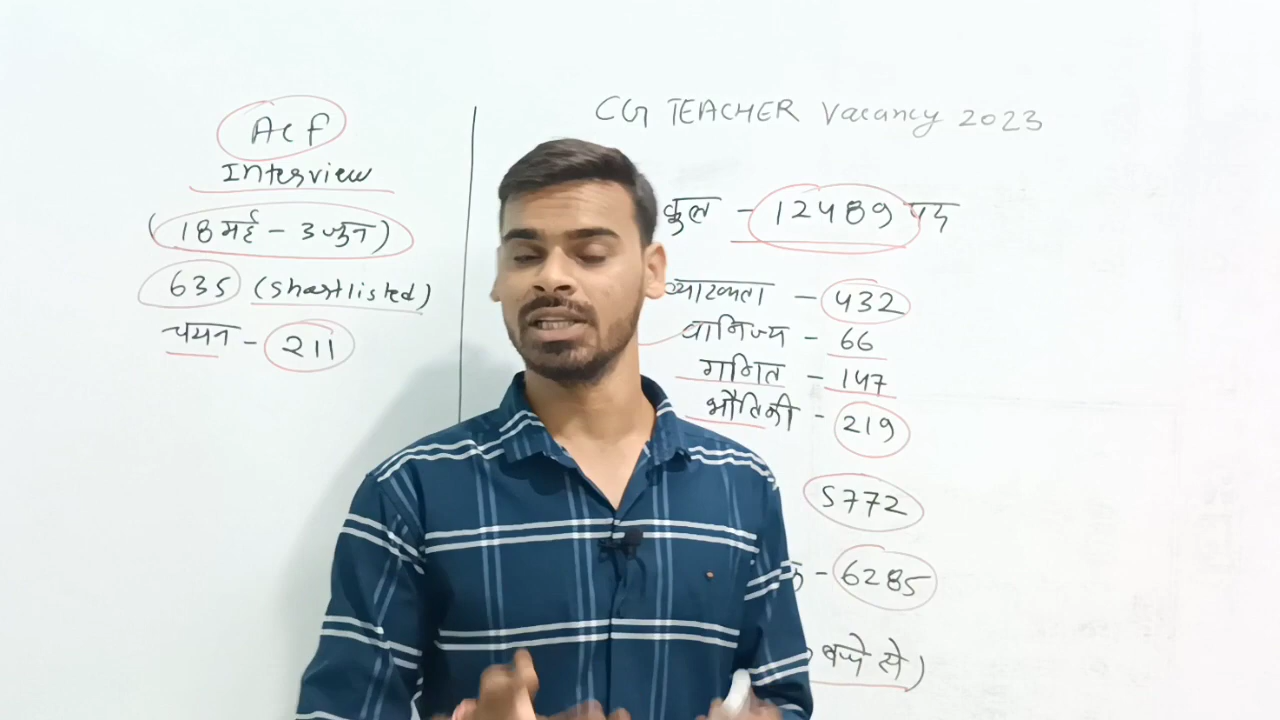 ACF
Interview
(18 मई - 3 जुन)
635 (Shortlisted)
चयन - 211
CG TEACHER Vacancy 2023
कुल - 12489 पद
व्याख्याता - 432
वाणिज्य - 66
गणित - 147
भौतिकी - 219
5772
- 6285
बजे से)